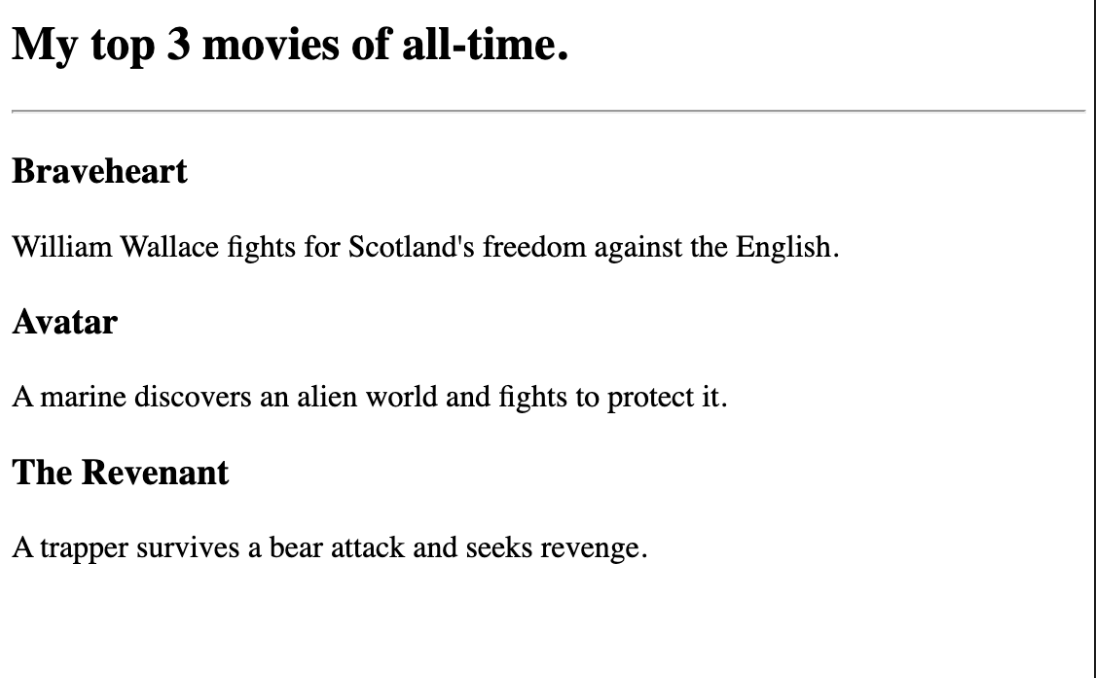 My top 3 movies of all-time.
Braveheart
William Wallace fights for Scotland's freedom against the English.
Avatar
A marine discovers an alien world and fights to protect it.
The Revenant
A trapper survives a bear attack and seeks revenge.